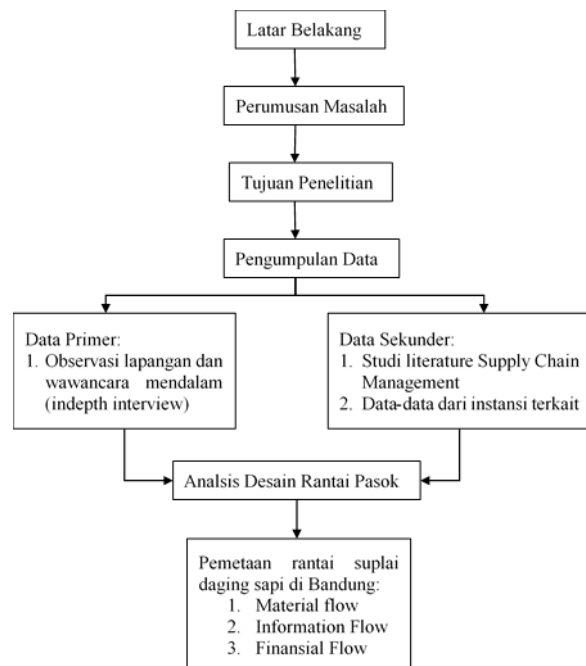 Latar Belakang
Perumusan Masalah
Tujuan Penelitian
Pengumpulan Data
Data Primer:
1. Observasi lapangan dan
wawancara mendalam
(indepth interview)
Data Sekunder:
1. Studi literature Supply Chain
Management
2. Data-data dari instansi terkait
Analsis Desain Rantai Pasok
Pemetaan rantai suplai
daging sapi di Bandung:
1. Material flow
2. Information Flow
3. Finansial Flow